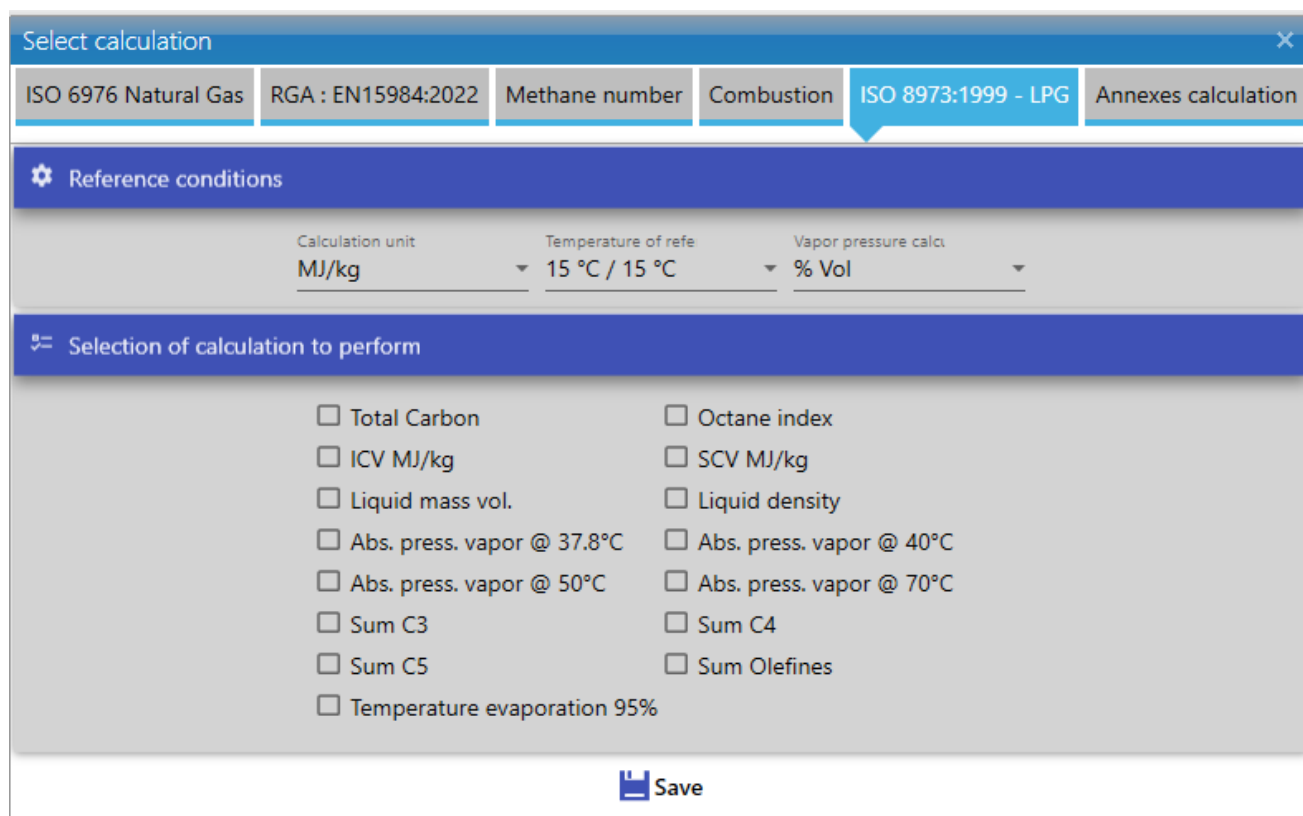 Select calculation
ISO 6976 Natural Gas RGA : EN15984:2022 Methane number Combustion ISO 8973:1999 - LPG Annexes calculation
Reference conditions
Calculation unit Temperature of refe Vapor pressure calcu
MJ/kg 15 °C / 15 °C % Vol
Selection of calculation to perform
Total Carbon Octane index
ICV MJ/kg SCV MJ/kg
Liquid mass vol. Liquid density
Abs. press. vapor @ 37.8°C Abs. press. vapor @ 40°C
Abs. press. vapor @ 50°C Abs. press. vapor @ 70°C
Sum C3 Sum C4
Sum C5 Sum Olefines
Temperature evaporation 95%
Save